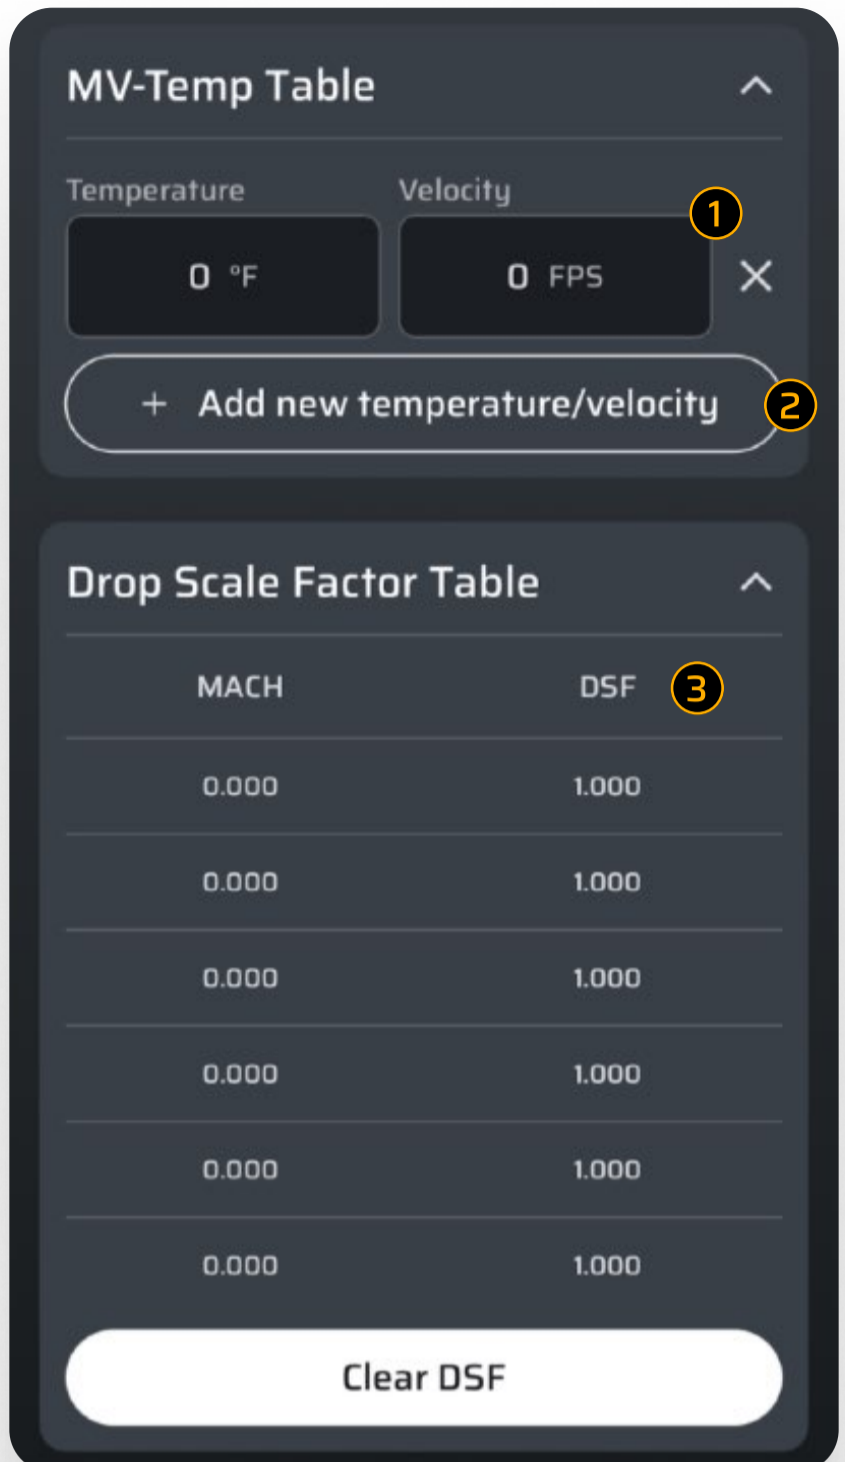 MV-Temp Table
Temperature Velocity
1
0 °F 0 FPS
+ Add new temperature/velocity 2
Drop Scale Factor Table
MACH DSF 3
0.000 1.000
0.000 1.000
0.000 1.000
0.000 1.000
0.000 1.000
0.000 1.000
Clear DSF